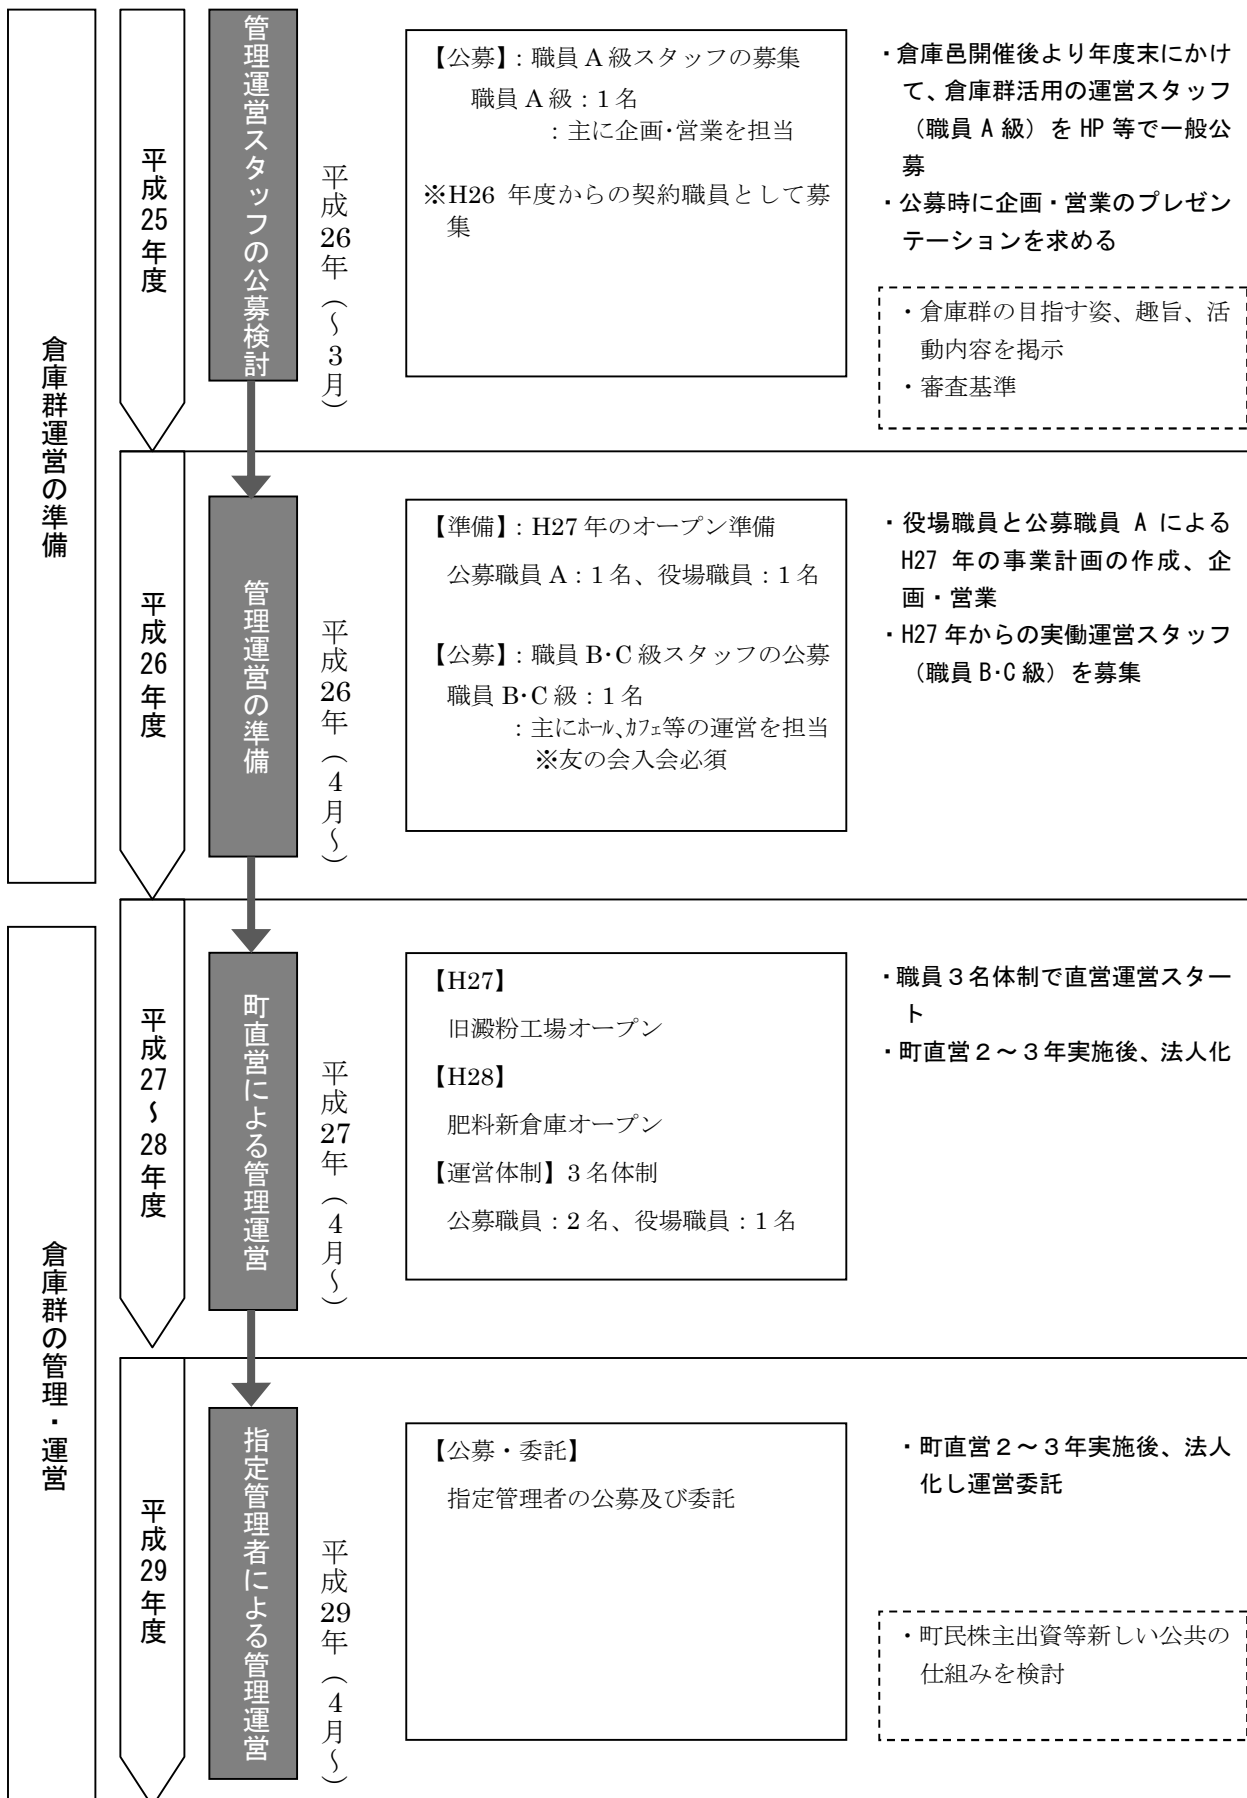 倉庫群運営の準備
平成25年度
管理運営スタッフの公募検討
平成26年（～3月）
【公募】：職員A級スタッフの募集
職員A級：1名
：主に企画・営業を担当
※H26 年度からの契約職員として募
集
・倉庫邑開催後より年度末にかけ
て、倉庫群活用の運営スタッフ
（職員A級）をHP等で一般公
募
・公募時に企画・営業のプレゼン
テーションを求める
・倉庫群の目指す姿、趣旨、活
動内容を掲示
・審査基準
平成26年度
管理運営の準備
平成26年（4月～）
【準備】：H27年のオープン準備
公募職員A：1名、役場職員：1名
【公募】：職員B・C級スタッフの公募
職員B・C級：1名
：主にﾎｰﾙ､ｶﾌｪ等の運営を担当
※友の会入会必須
・役場職員と公募職員 A による
H27 年の事業計画の作成、企
画・営業
・H27年からの実働運営スタッフ
（職員B・C級）を募集
倉庫群の管理・運営
平成27～28年度
町直営による管理運営
平成27年（4月～）
【H27】
旧澱粉工場オープン
【H28】
肥料新倉庫オープン
【運営体制】3名体制
公募職員：2名、役場職員：1名
・職員３名体制で直営運営スター
ト
・町直営２～３年実施後、法人化
平成29年度
指定管理者による管理運営
平成29年（4月～）
【公募・委託】
指定管理者の公募及び委託
・町直営２～３年実施後、法人
化し運営委託
・町民株主出資等新しい公共の
仕組みを検討